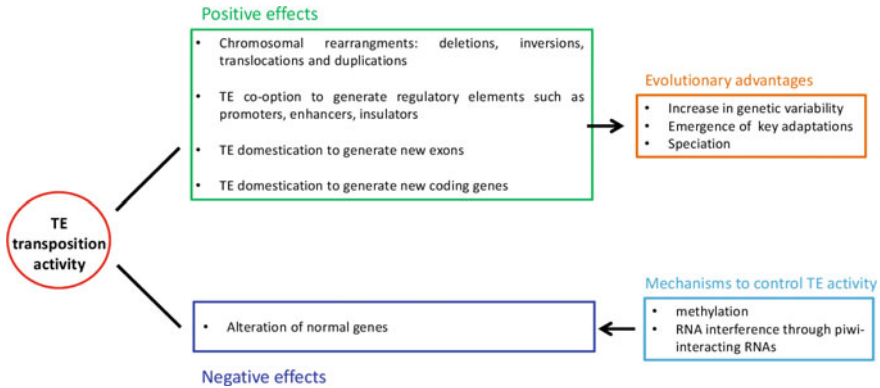 Positive effects
• Chromosomal rearrangments: deletions, inversions,
translocations and duplications
• TE co-option to generate regulatory elements such as
promoters, enhancers, insulators
• TE domestication to generate new exons
• TE domestication to generate new coding genes
Evolutionary advantages
• Increase in genetic variability
• Emergence of key adaptations
• Speciation
TE
transposition
activity
Mechanisms to control TE activity
• methylation
• RNA interference through piwi-
interacting RNAs
• Alteration of normal genes
Negative effects